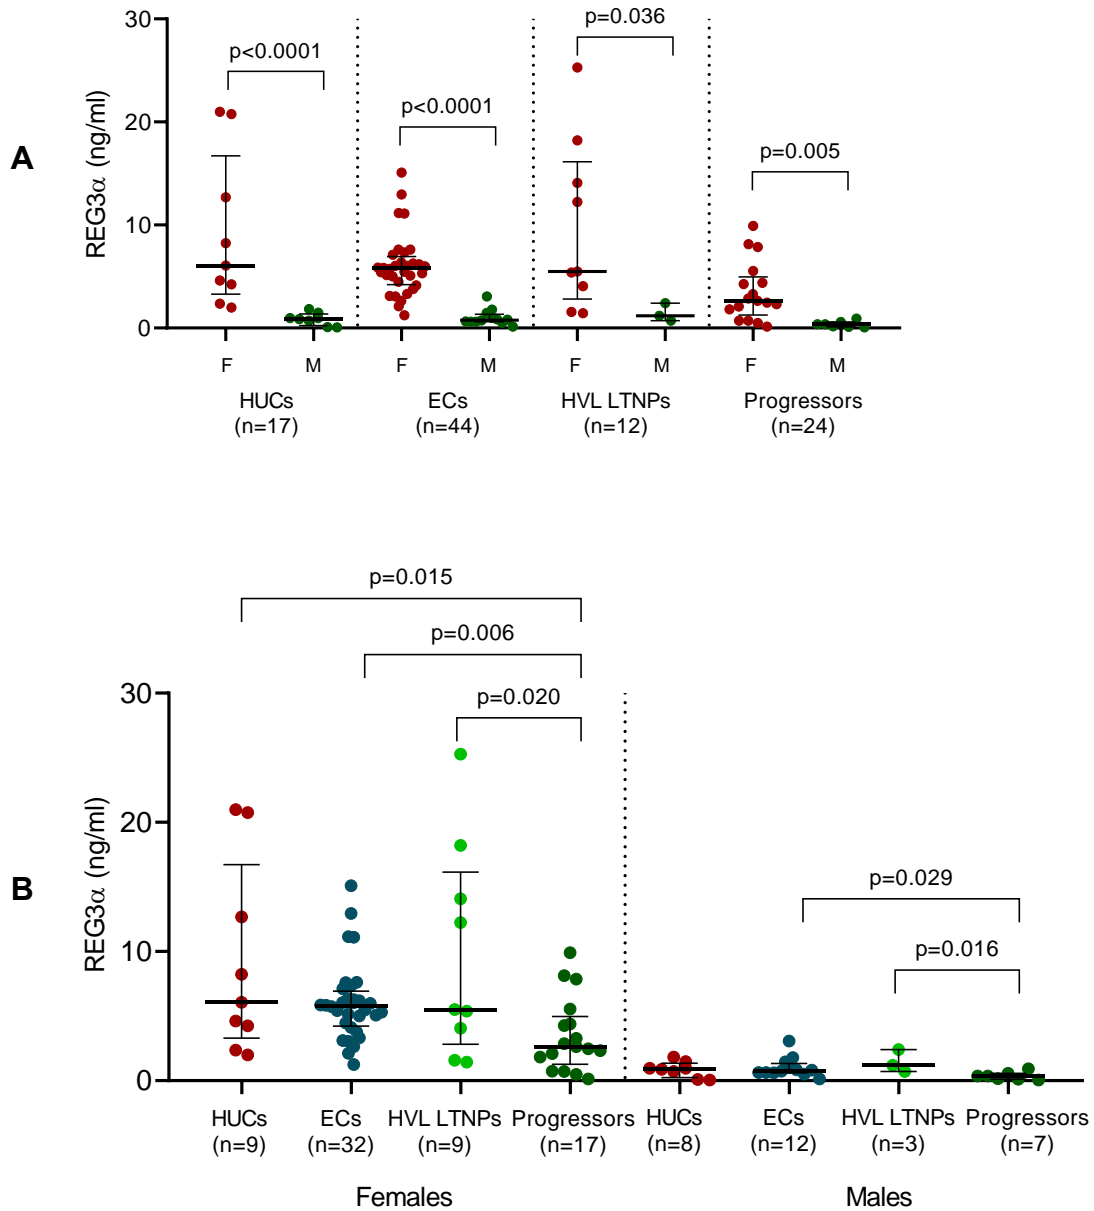 A
REG3α (ng/ml)
30
20
10
0
p<0.0001
p<0.0001
p=0.036
p=0.005
F M F M F M F M
HUCs ECs HVL LTNPs Progressors
(n=17) (n=44) (n=12) (n=24)
B
REG3α (ng/ml)
p=0.015
p=0.006
p=0.020
p=0.029
p=0.016
30
20
10
0
HUCs ECs HVL LTNPs Progressors HUCs ECs HVL LTNPs Progressors
(n=9) (n=32) (n=9) (n=17) (n=8) (n=12) (n=3) (n=7)
Females Males